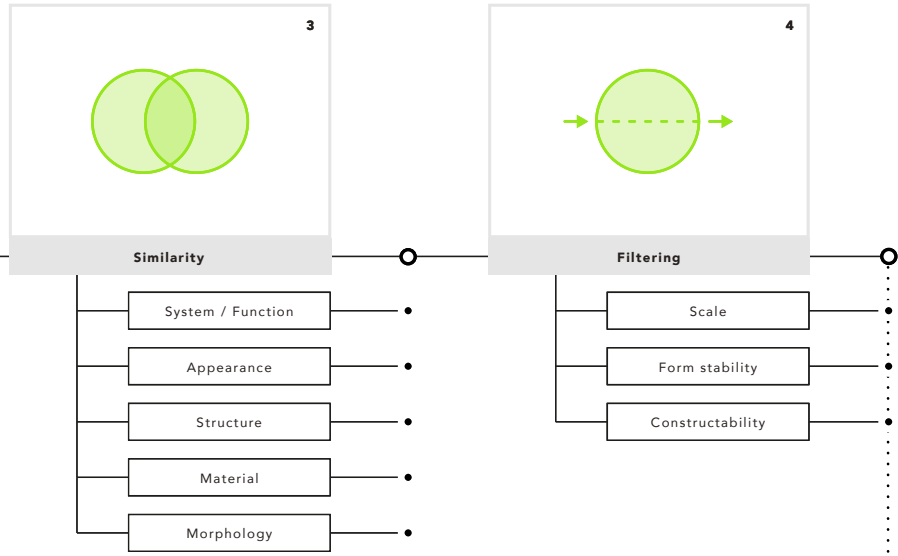 3
Similarity
System / Function
Appearance
Structure
Material
Morphology
4
Filtering
Scale
Form stability
Constructability